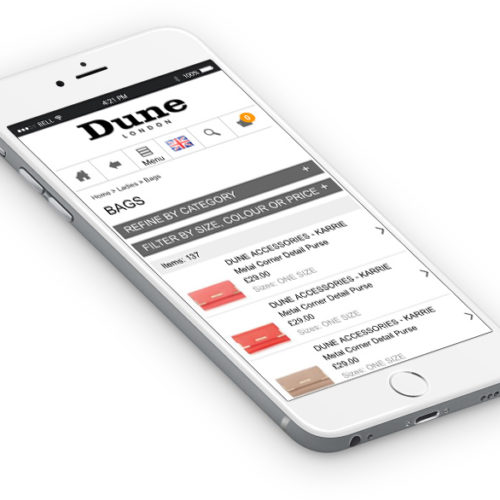 BELL 4:21 PM 100%
Dune
LONDON
Menu 0
Home > Ladies > Bags
BAGS
REFINE BY CATEGORY +
FILTER BY SIZE, COLOUR OR PRICE +
Items: 137
DUNE ACCESSORIES - KARRIE
Metal Corner Detail Purse
£29.00
Sizes: ONE SIZE
DUNE ACCESSORIES - KARRIE
Metal Corner Detail Purse
£29.00
Sizes: ONE SIZE
DUNE ACCESSORIES - KARRIE
Metal Corner Detail Purse
£29.00
Sizes: ONE SIZE